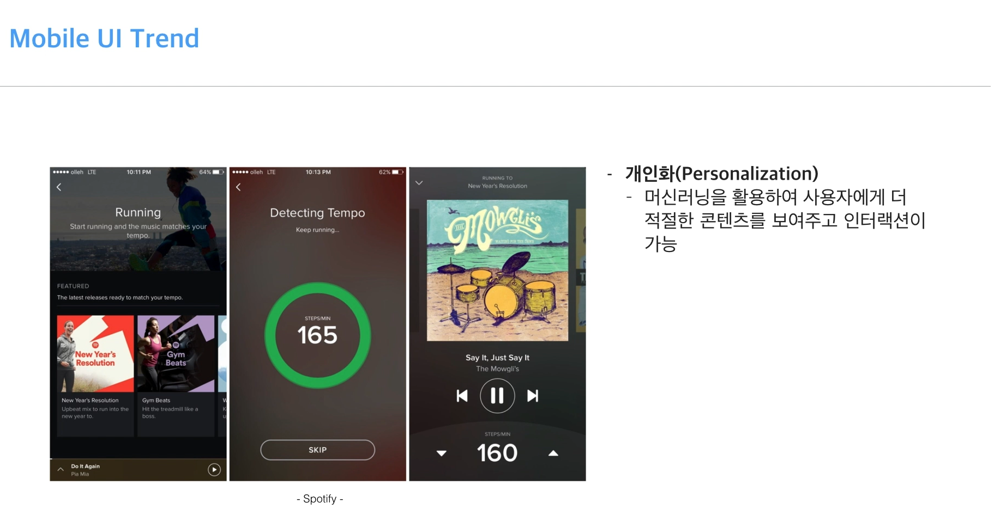 Mobile UI Trend
olleh LTE 10:11 PM 64%
Running
Start running and the music matches your
tempo.
FEATURED
The latest releases ready to match your tempo.
New Year's
Resolution
Gym
Beats
New Year's Resolution
Upbeat mix to run into the
new year to.
Gym Beats
Hit the treadmill like a
boss.
Do It Again
Pia Mia
olleh LTE 10:13 PM 62%
Detecting Tempo
Keep running...
STEPS/MIN
165
SKIP
RUNNING TO
New Year's Resolution
THE
MOWGLI'S
WAITING FOR THE DAWN
Say It, Just Say It
The Mowgli's
STEPS/MIN
160
- Spotify -
- 개인화(Personalization)
- 머신러닝을 활용하여 사용자에게 더
적절한 콘텐츠를 보여주고 인터랙션이
가능